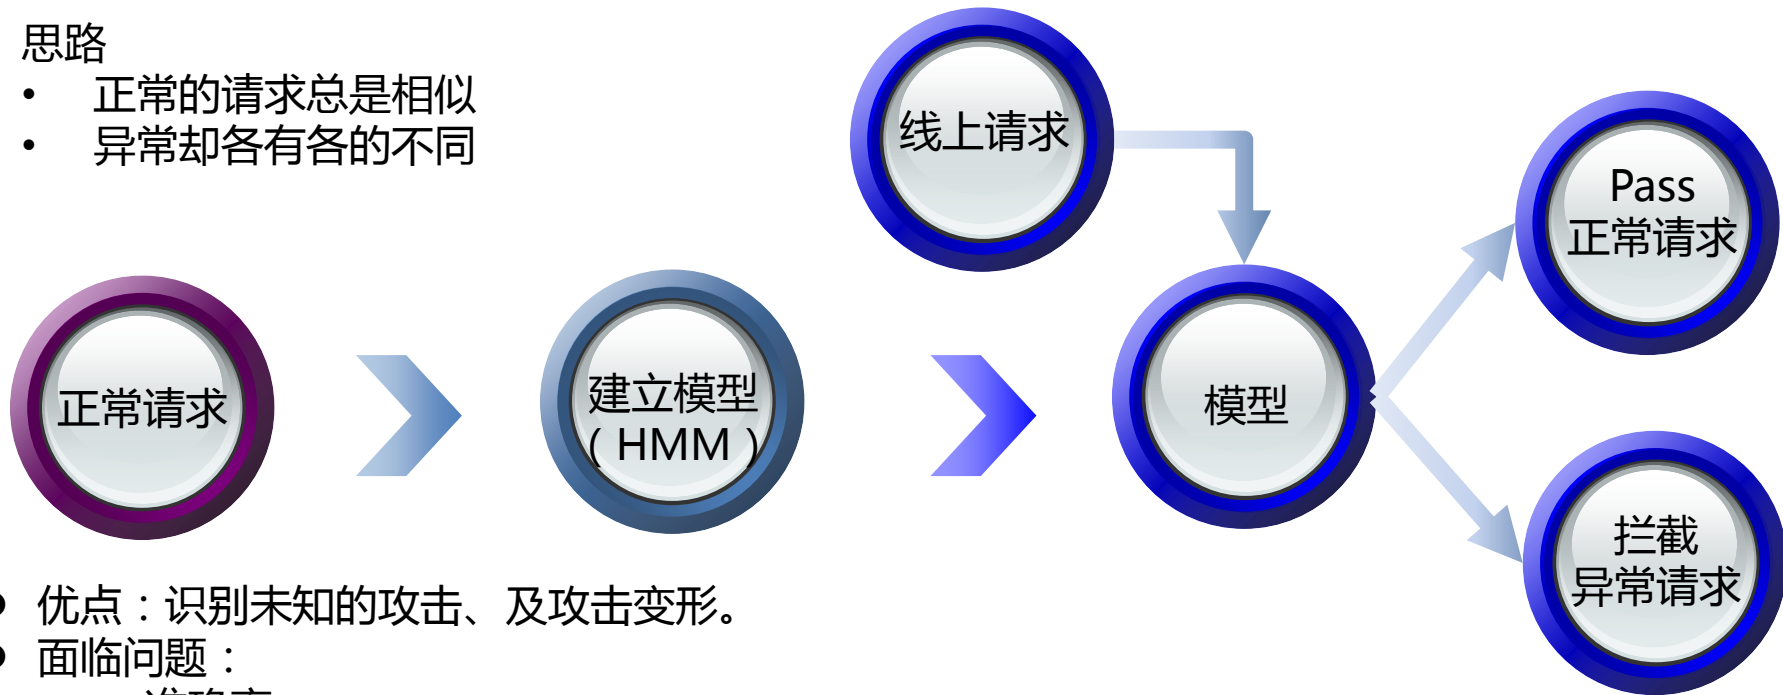 思路
• 正常的请求总是相似
• 异常却各有各的不同
线上请求
Pass
正常请求
正常请求
建立模型
（HMM）
模型
拦截
异常请求
● 优点：识别未知的攻击、及攻击变形。
● 面临问题：